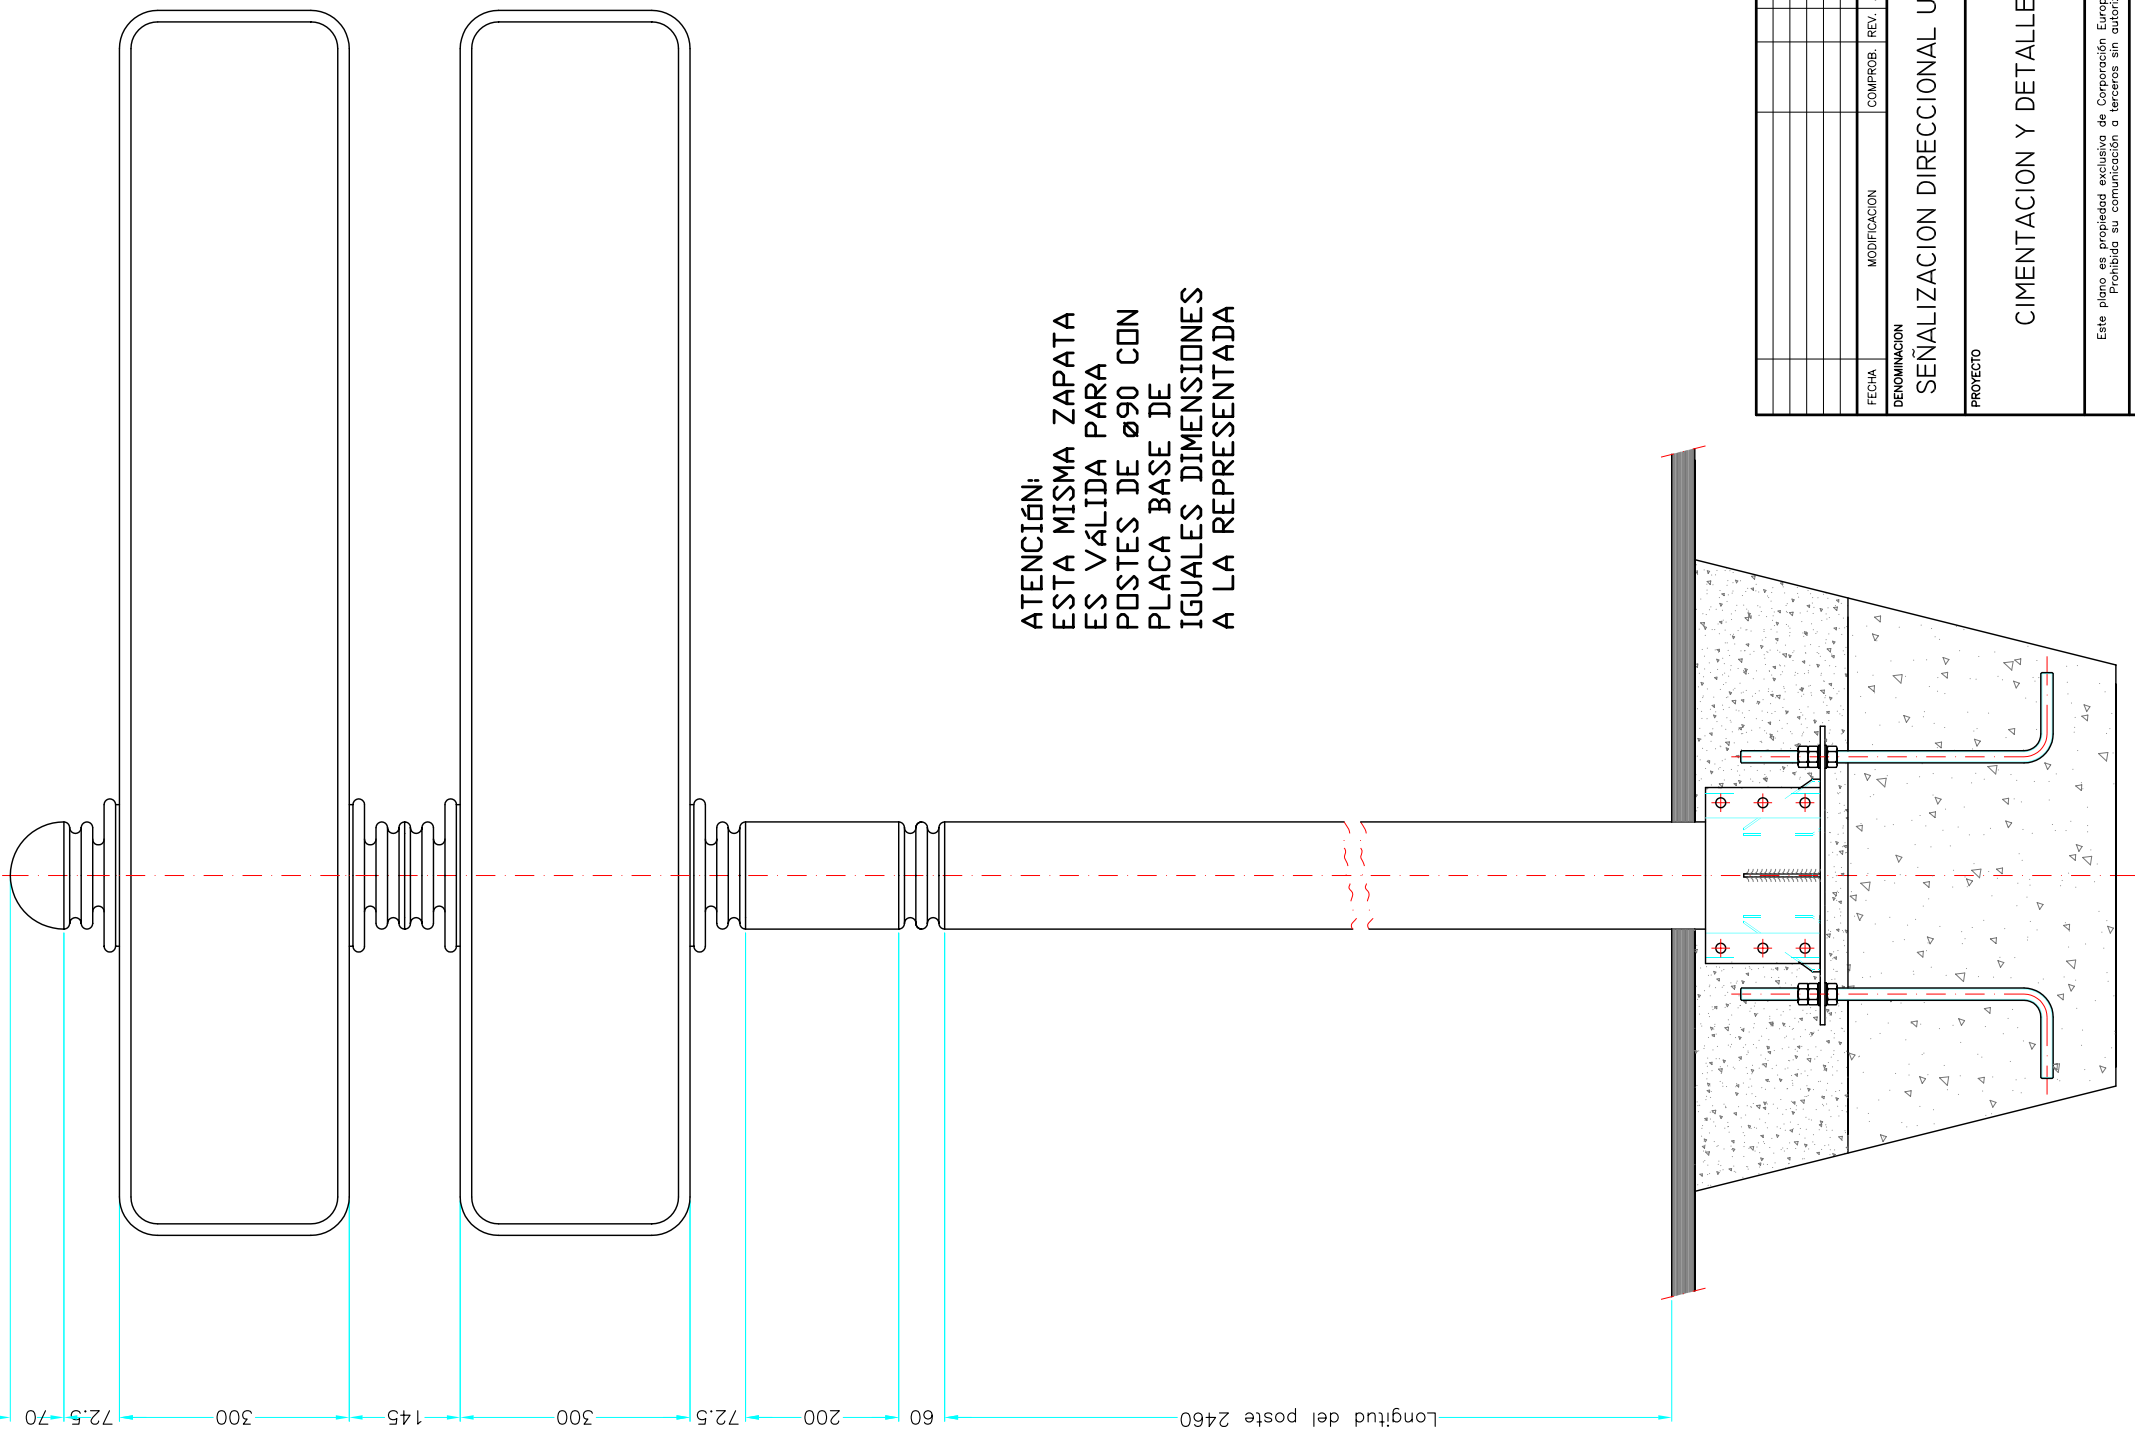 70
72.5
300
145
300
72.5
200
60
Longitud del poste 2460
ATENCIÓN:
ESTA MISMA ZAPATA
ES VÁLIDA PARA
POSTES DE ø90 CON
PLACA BASE DE
IGUALES DIMENSIONES
A LA REPRESENTADA
FECHA MODIFICACION COMPROB. REV.
DENOMINACION
SEÑALIZACION DIRECCIONAL U
PROYECTO
CIMENTACION Y DETALLE
Este plano es propiedad exclusiva de Corporación Europ
Prohibida su comunicación a terceros sin autoriz